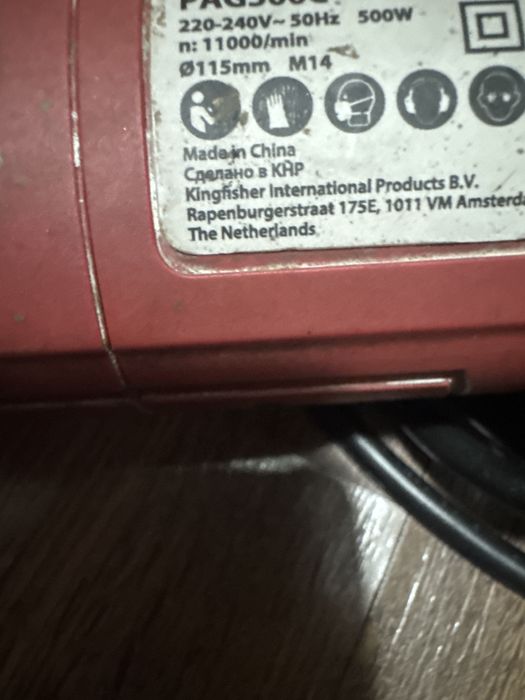 220-240V~ 50Hz 500W
n: 11000/min
Ø115mm M14
Made in China
Сделано в КНР
Kingfisher International Products B.V.
Rapenburgerstraat 175E, 1011 VM Amsterda
The Netherlands